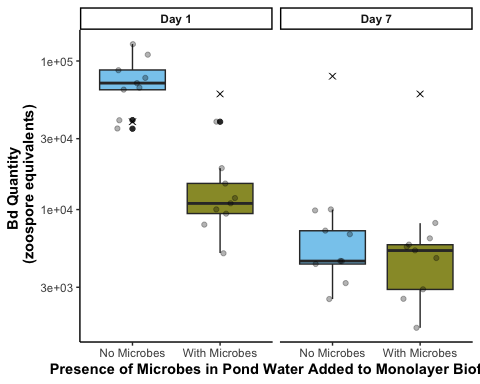 Day 1
Day 7
Bd Quantity
(zoospore equivalents)
1e+05
3e+04
1e+04
3e+03
No Microbes
With Microbes
No Microbes
With Microbes
Presence of Microbes in Pond Water Added to Monolayer Biof